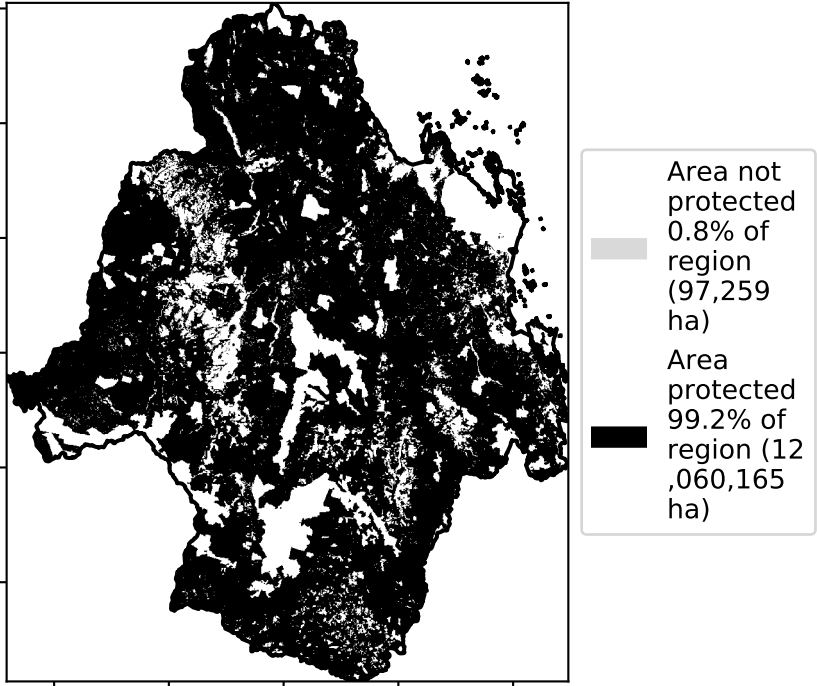 Area not
protected
0.8% of
region
(97,259
ha)
Area
protected
99.2% of
region (12
,060,165
ha)